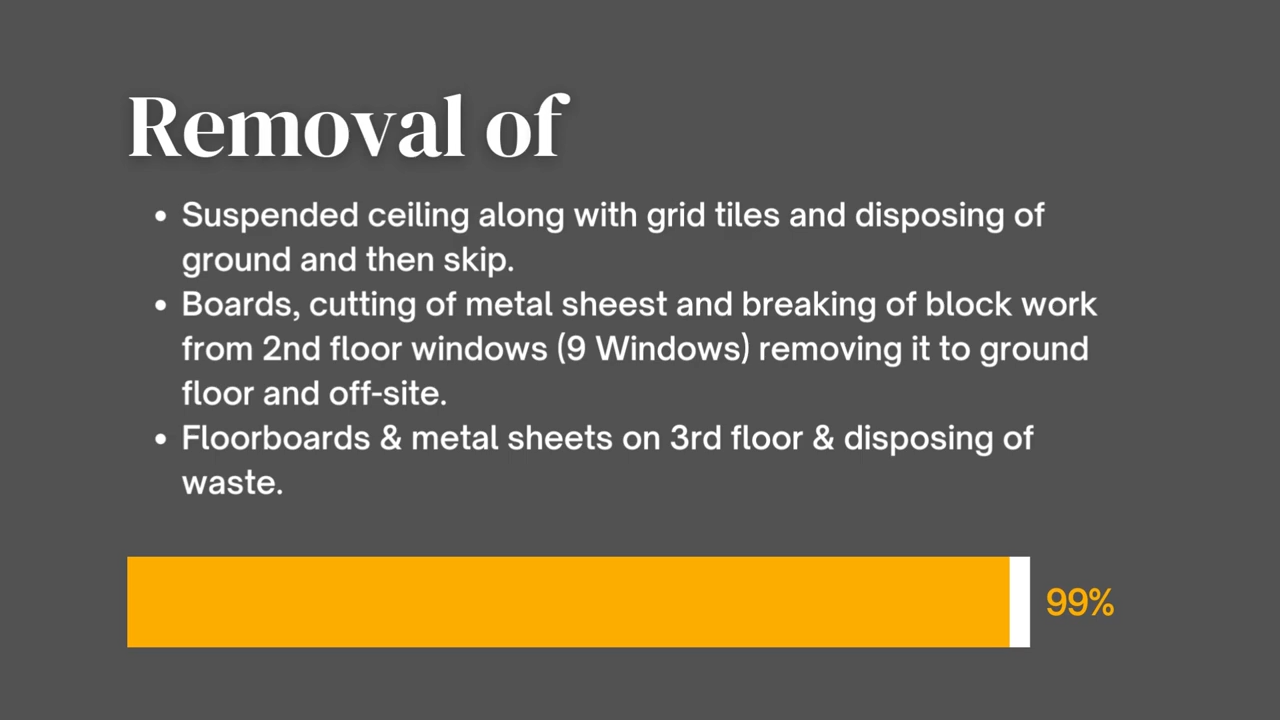 Removal of
• Suspended ceiling along with grid tiles and disposing of
ground and then skip.
• Boards, cutting of metal sheest and breaking of block work
from 2nd floor windows (9 Windows) removing it to ground
floor and off-site.
• Floorboards & metal sheets on 3rd floor & disposing of
waste.
99%